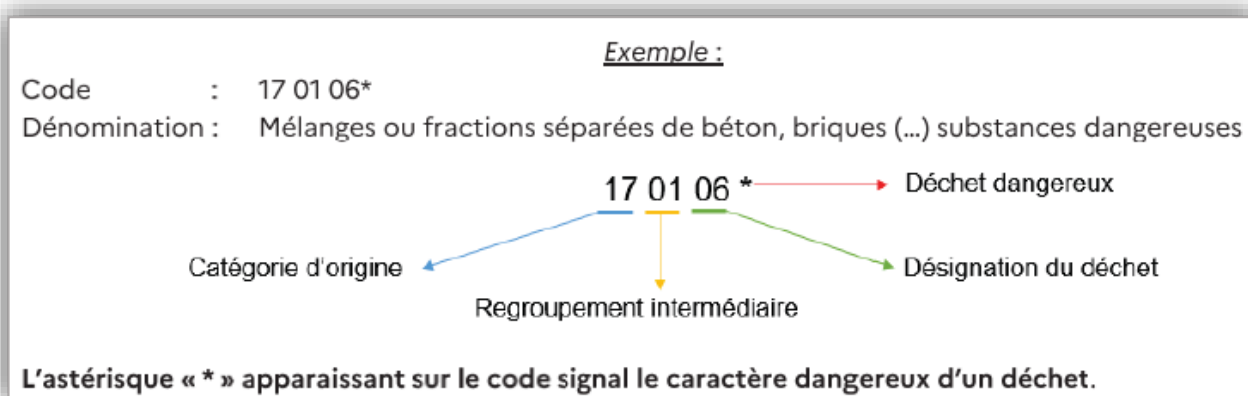 Exemple :
Code : 17 01 06*
Dénomination : Mélanges ou fractions séparées de béton, briques (...) substances dangereuses
17 01 06 * Déchet dangereux
Catégorie d'origine Désignation du déchet
Regroupement intermédiaire
L'astérisque « * » apparaissant sur le code signal le caractère dangereux d'un déchet.